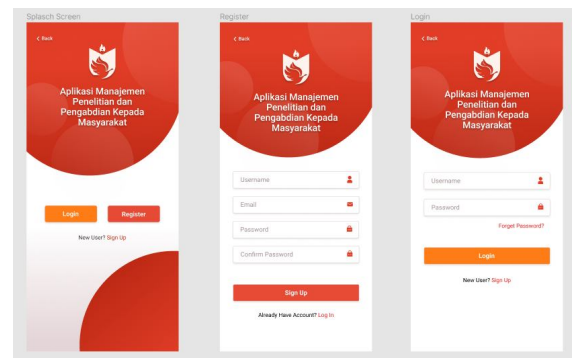 Splasch Screen
< Back
Aplikasi Manajemen
Penelitian dan
Pengabdian Kepada
Masyarakat
Login
Register
New User? Sign Up
Register
< Back
Aplikasi Manajemen
Penelitian dan
Pengabdian Kepada
Masyarakat
Username
Email
Password
Confirm Password
Sign Up
Already Have Account? Log In
Login
< Back
Aplikasi Manajemen
Penelitian dan
Pengabdian Kepada
Masyarakat
Username
Password
Forget Password?
Login
New User? Sign Up